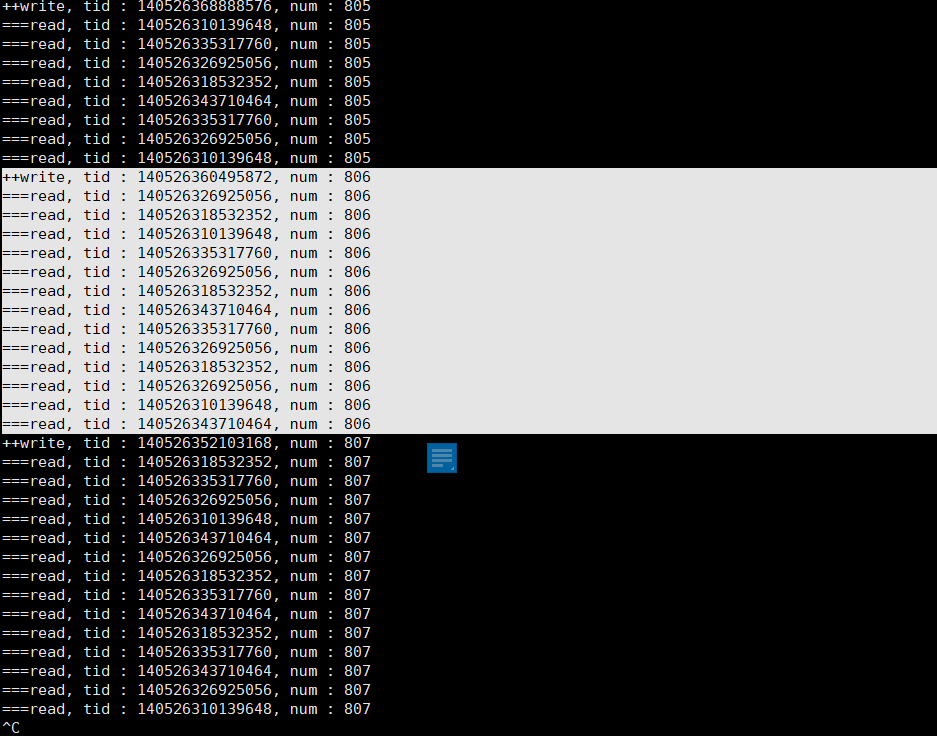 ++write, tid : 140526368888576, num : 805
===read, tid : 140526310139648, num : 805
===read, tid : 140526335317760, num : 805
===read, tid : 140526326925056, num : 805
===read, tid : 140526318532352, num : 805
===read, tid : 140526343710464, num : 805
===read, tid : 140526335317760, num : 805
===read, tid : 140526326925056, num : 805
===read, tid : 140526310139648, num : 805
++write, tid : 140526360495872, num : 806
===read, tid : 140526326925056, num : 806
===read, tid : 140526318532352, num : 806
===read, tid : 140526310139648, num : 806
===read, tid : 140526335317760, num : 806
===read, tid : 140526326925056, num : 806
===read, tid : 140526318532352, num : 806
===read, tid : 140526343710464, num : 806
===read, tid : 140526335317760, num : 806
===read, tid : 140526326925056, num : 806
===read, tid : 140526318532352, num : 806
===read, tid : 140526326925056, num : 806
===read, tid : 140526310139648, num : 806
===read, tid : 140526343710464, num : 806
++write, tid : 140526352103168, num : 807
===read, tid : 140526318532352, num : 807
===read, tid : 140526335317760, num : 807
===read, tid : 140526326925056, num : 807
===read, tid : 140526310139648, num : 807
===read, tid : 140526343710464, num : 807
===read, tid : 140526326925056, num : 807
===read, tid : 140526318532352, num : 807
===read, tid : 140526335317760, num : 807
===read, tid : 140526343710464, num : 807
===read, tid : 140526318532352, num : 807
===read, tid : 140526335317760, num : 807
===read, tid : 140526343710464, num : 807
===read, tid : 140526326925056, num : 807
===read, tid : 140526310139648, num : 807
^C